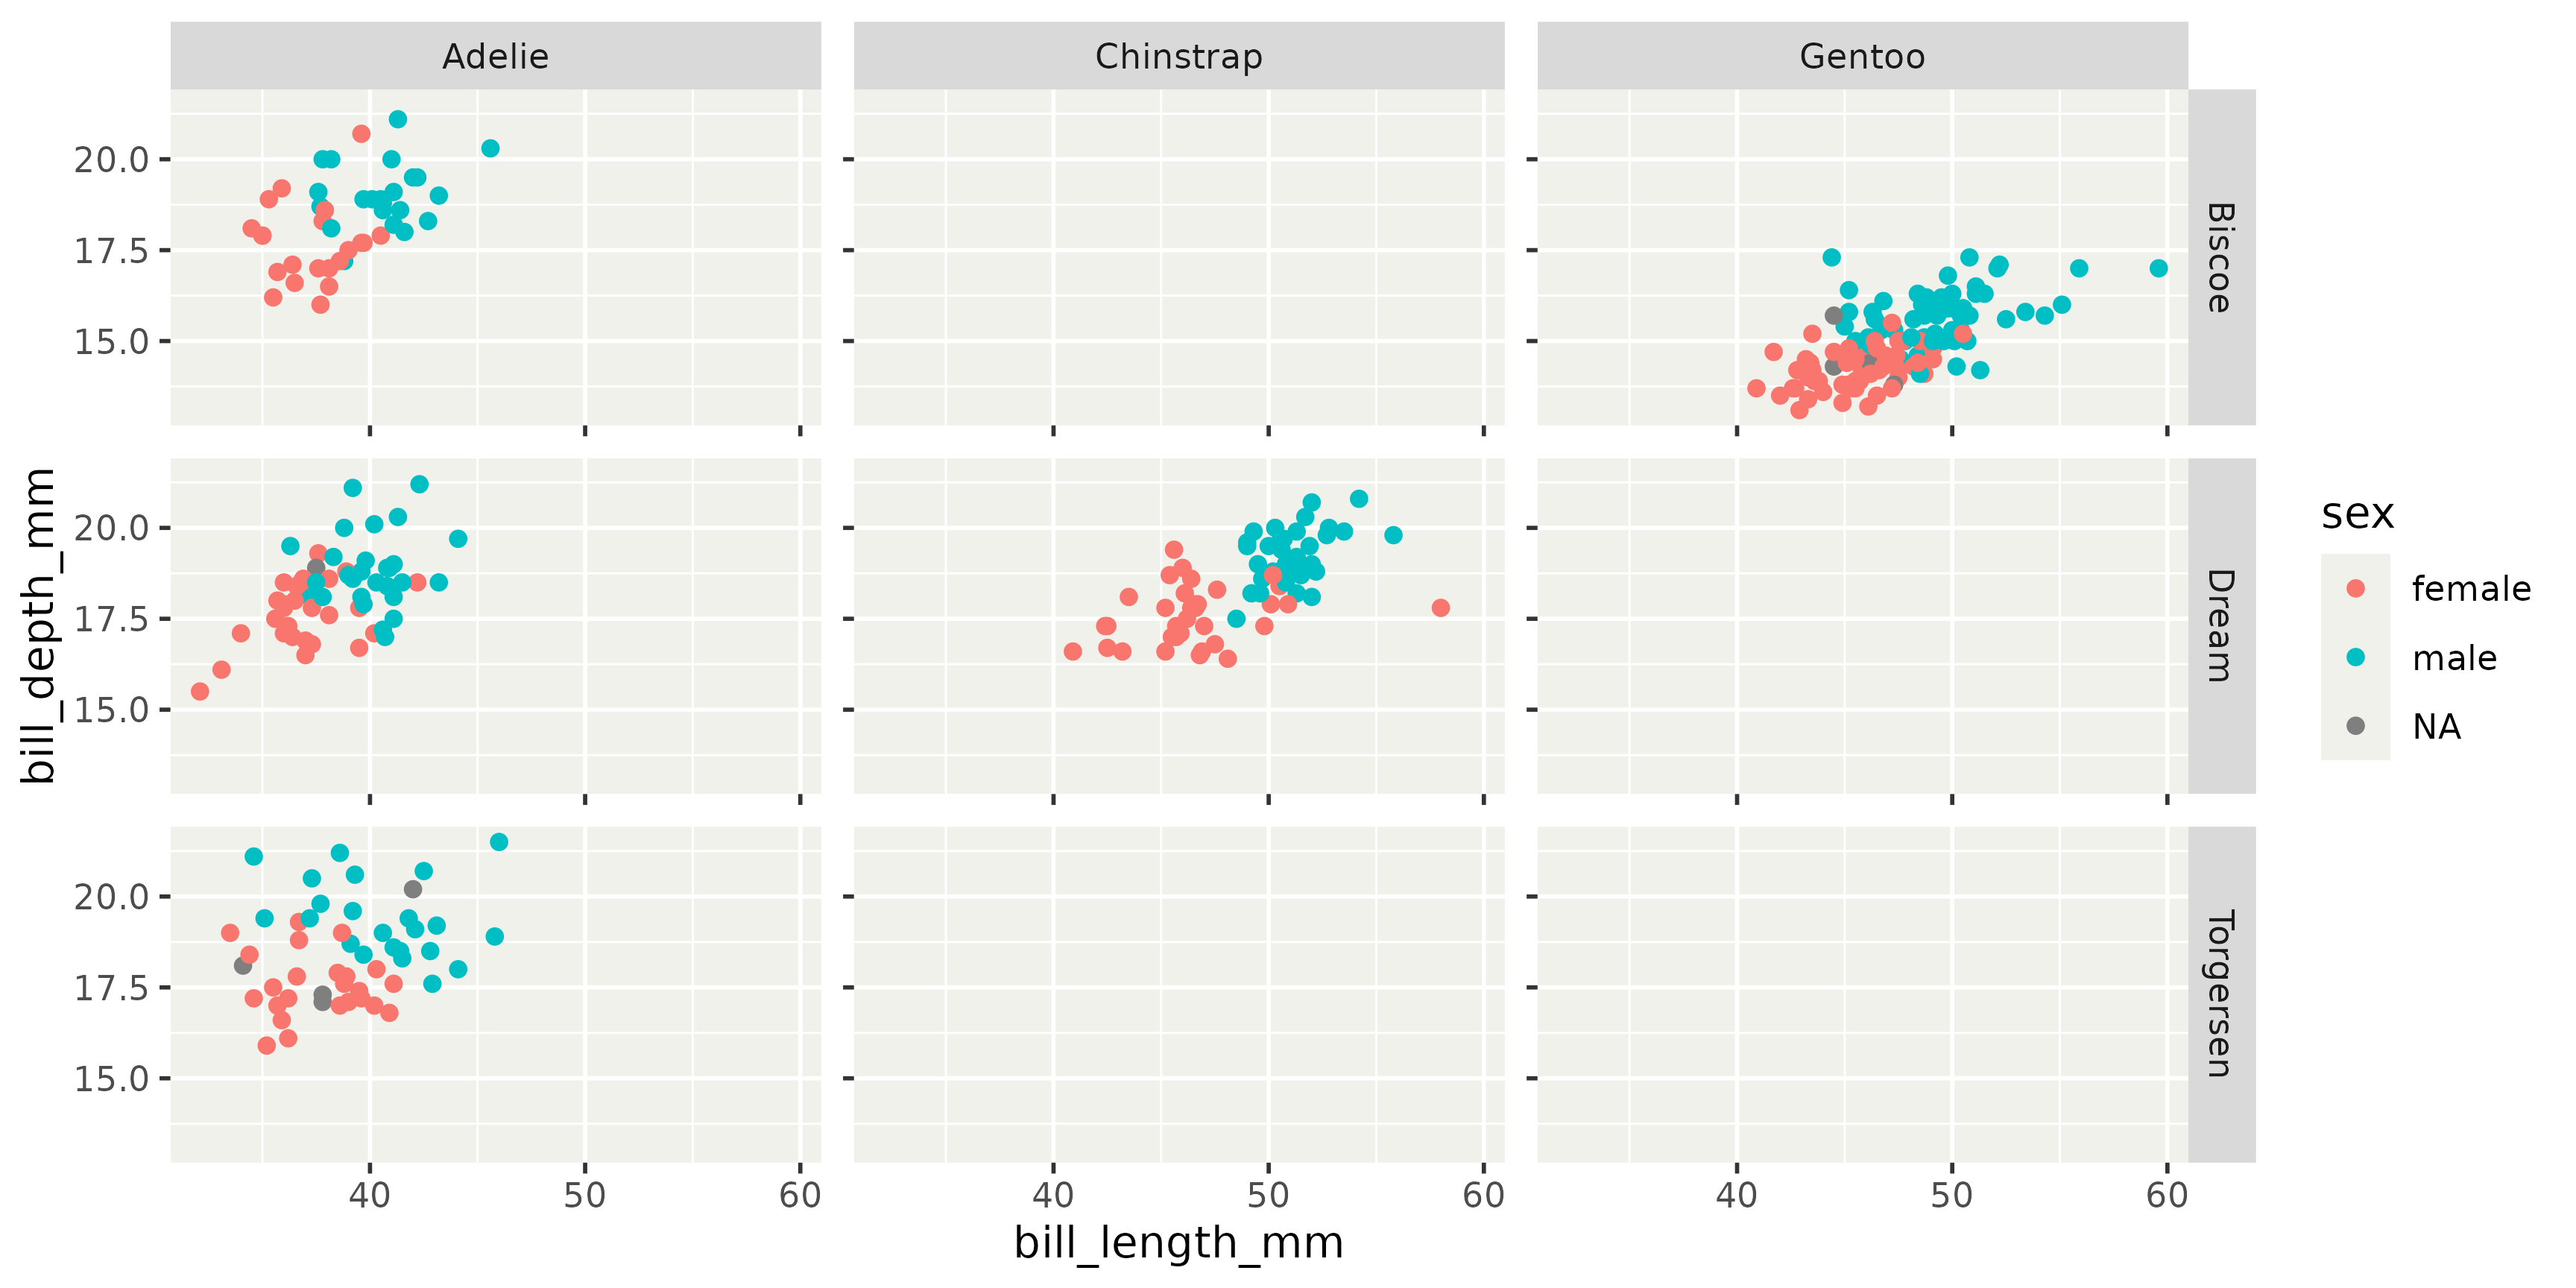 Adelie Chinstrap Gentoo
20.0
17.5
15.0
Biscoe
20.0
17.5
15.0
Dream
20.0
17.5
15.0
Torgersen
40 50 60 40 50 60 40 50 60
bill_length_mm
bill_depth_mm
sex
female
male
NA